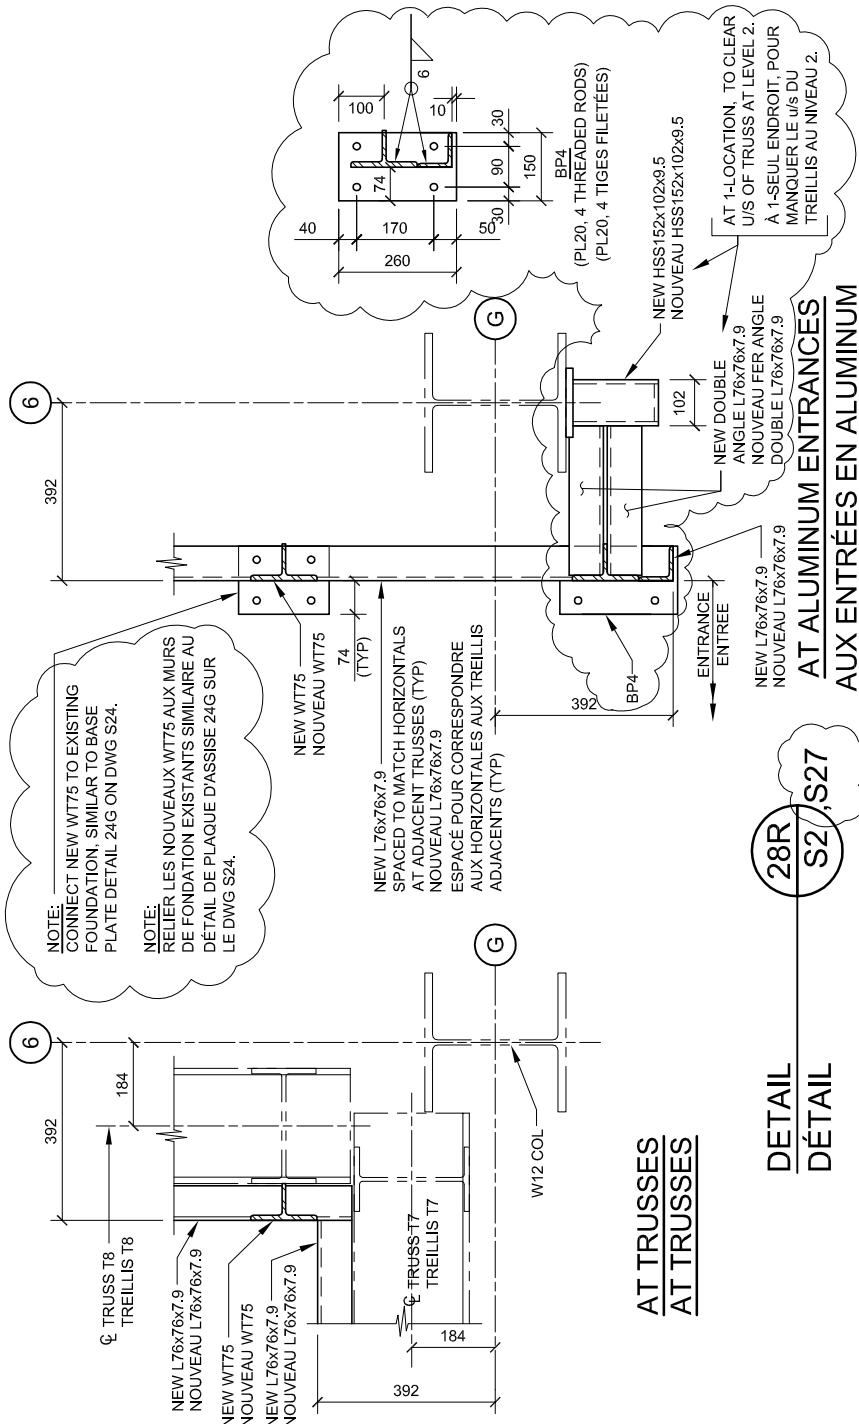 6
392
184
℄ TRUSS T8
TREILLIS T8
NEW L76x76x7.9
NOUVEAU L76x76x7.9
NEW WT75
NOUVEAU WT75
NEW L76x76x7.9
NOUVEAU L76x76x7.9
℄ TRUSS T7
TREILLIS T7
184
392
G
W12 COL
AT TRUSSES
AT TRUSSES
NOTE:
CONNECT NEW WT75 TO EXISTING
FOUNDATION, SIMILAR TO BASE
PLATE DETAIL 24G ON DWG S24.
NOTE:
RELIER LES NOUVEAUX WT75 AUX MURS
DE FONDATION EXISTANTS SIMILAIRE AU
DÉTAIL DE PLAQUE D'ASSISE 24G SUR
LE DWG S24.
6
392
NEW WT75
NOUVEAU WT75
74
(TYP)
NEW L76x76x7.9
SPACED TO MATCH HORIZONTALS
AT ADJACENT TRUSSES (TYP)
NOUVEAU L76x76x7.9
ESPACÉ POUR CORRESPONDRE
AUX HORIZONTALES AUX TREILLIS
ADJACENTS (TYP)
G
392
BP4
ENTRANCE
ENTREE
NEW L76x76x7.9
NOUVEAU L76x76x7.9
102
NEW DOUBLE
ANGLE L76x76x7.9
NOUVEAU FER ANGLE
DOUBLE L76x76x7.9
NEW HSS152x102x9.5
NOUVEAU HSS152x102x9.5
AT 1-LOCATION, TO CLEAR
U/S OF TRUSS AT LEVEL 2.
À 1-SEUL ENDROIT, POUR
MANQUER LE u/s DU
TREILLIS AU NIVEAU 2.
100
6
10
74
40
170
50
260
30
90
30
150
BP4
(PL20, 4 THREADED RODS)
(PL20, 4 TIGES FILETÉES)
AT ALUMINUM ENTRANCES
AUX ENTRÉES EN ALUMINUM
DETAIL
DÉTAIL
28R
S2 ,S27